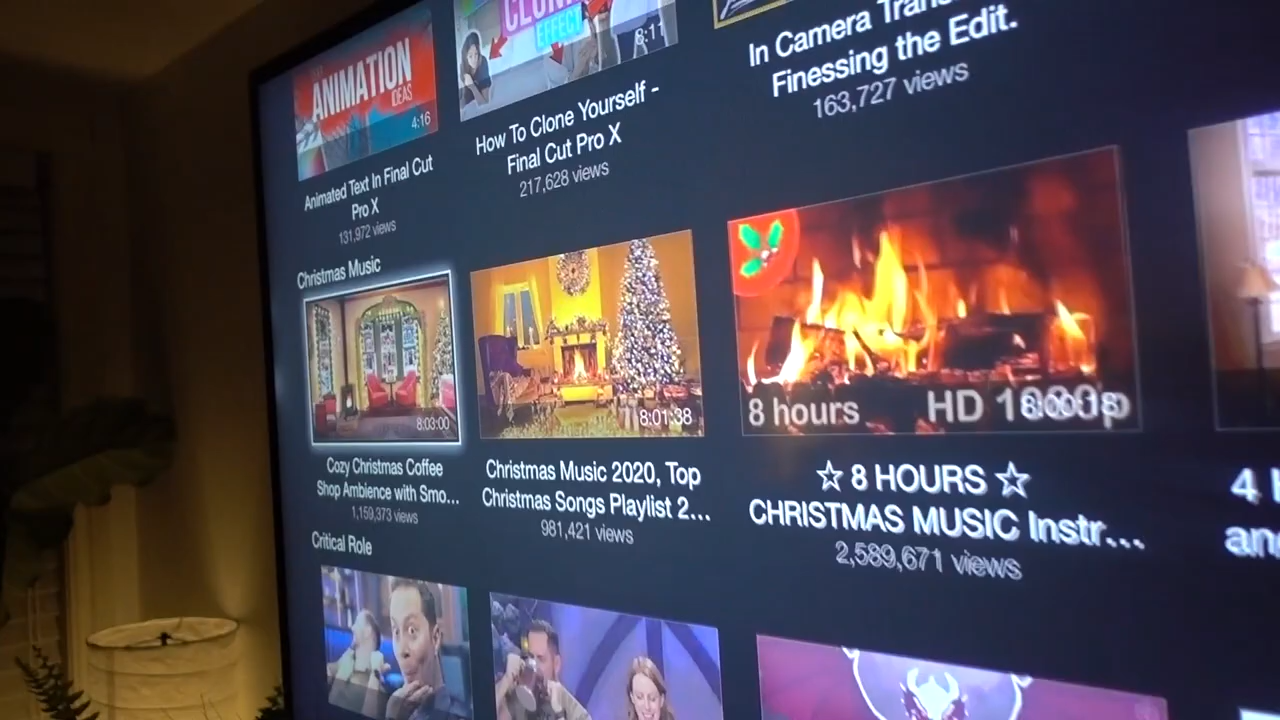 ANIMATION
IDEAS
4:16
Animated Text In Final Cut
Pro X
131,972 views
EFFECT
8:11
How To Clone Yourself -
Final Cut Pro X
217,628 views
In Camera
Finessing the Edit.
163,727 views
Christmas Music
8:03:00
Cozy Christmas Coffee
Shop Ambience with Smo...
1,159,373 views
8:01:38
Christmas Music 2020, Top
Christmas Songs Playlist 2...
981,421 views
8 hours
HD
☆ 8 HOURS ☆
CHRISTMAS MUSIC Instr...
2,589,671 views
4
Critical Role